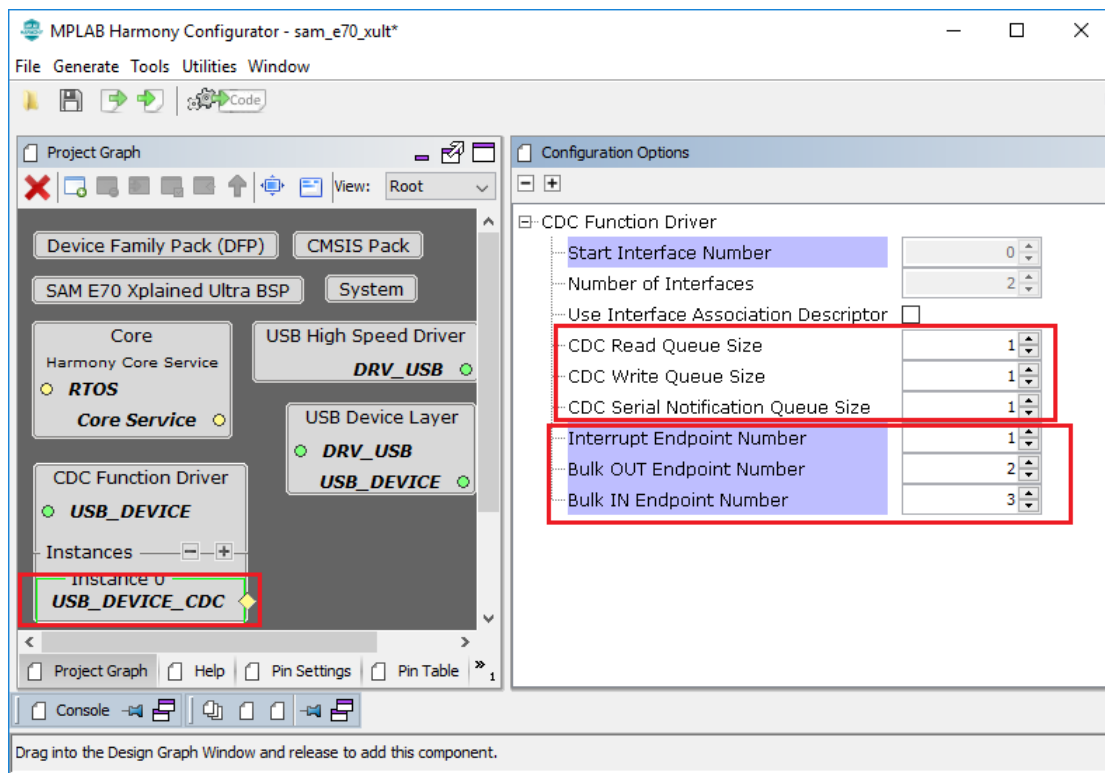 MPLAB Harmony Configurator - sam_e70_xult*
File Generate Tools Utilities Window
Code
Project Graph
View: Root
Device Family Pack (DFP) CMSIS Pack
SAM E70 Xplained Ultra BSP System
Core
Harmony Core Service
RTOS
Core Service
USB High Speed Driver
DRV_USB
USB Device Layer
DRV_USB
USB_DEVICE
CDC Function Driver
USB_DEVICE
Instances
Instance 0
USB_DEVICE_CDC
Project Graph Help Pin Settings Pin Table » 1
Configuration Options
CDC Function Driver
Start Interface Number 0
Number of Interfaces 2
Use Interface Association Descriptor
CDC Read Queue Size 1
CDC Write Queue Size 1
CDC Serial Notification Queue Size 1
Interrupt Endpoint Number 1
Bulk OUT Endpoint Number 2
Bulk IN Endpoint Number 3
Console
Drag into the Design Graph Window and release to add this component.